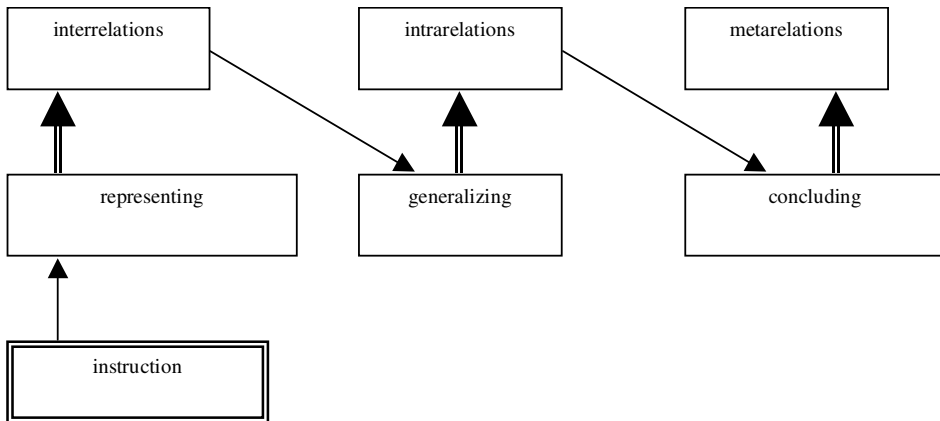 interrelations
intrarelations
metarelations
representing
generalizing
concluding
instruction